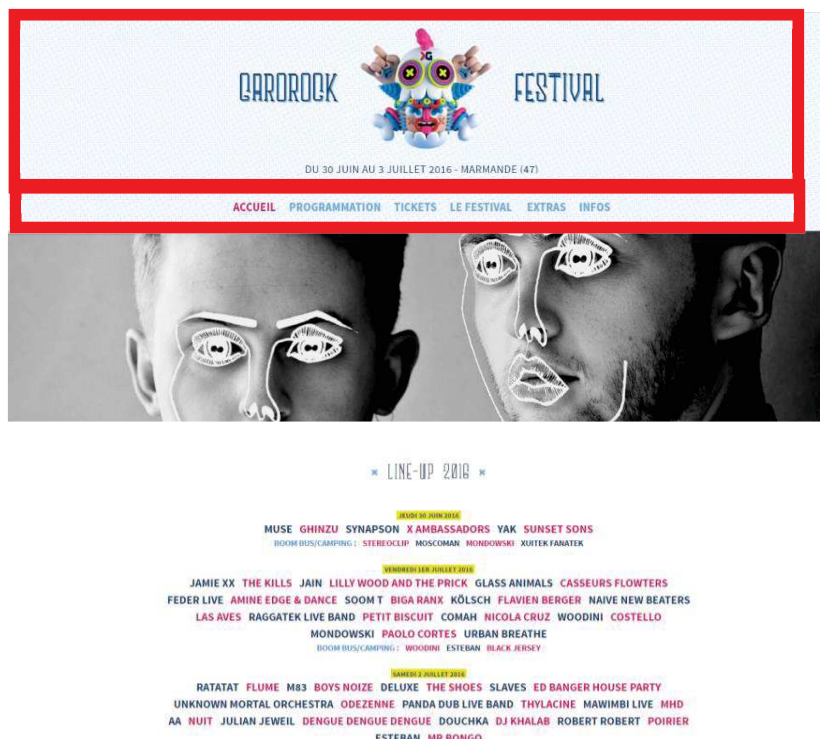 GAROROCK FESTIVAL
XG
DU 30 JUIN AU 3 JUILLET 2016 - MARMANDE (47)
ACCUEIL PROGRAMMATION TICKETS LE FESTIVAL EXTRAS INFOS
× LINE-UP 2016 ×
JEUDI 30 JUIN 2016
MUSE GHINZU SYNAPSON X AMBASSADORS YAK SUNSET SONS
BOOM BUS/CAMPING : STEREOCLIP MOSCOMAN MONDOWSKI XUITEK FANATEK
VENDREDI 1ER JUILLET 2016
JAMIE XX THE KILLS JAIN LILLY WOOD AND THE PRICK GLASS ANIMALS CASSEURS FLOWTERS
FEDER LIVE AMINE EDGE & DANCE SOOM T BIGA RANX KÖLSCH FLAVIEN BERGER NAIVE NEW BEATERS
LAS AVES RAGGATEK LIVE BAND PETIT BISCUIT COMAH NICOLA CRUZ WOODINI COSTELLO
MONDOWSKI PAOLO CORTES URBAN BREATHE
BOOM BUS/CAMPING : WOODINI ESTEBAN BLACK JERSEY
SAMEDI 2 JUILLET 2016
RATATAT FLUME M83 BOYS NOIZE DELUXE THE SHOES SLAVES ED BANGER HOUSE PARTY
UNKNOWN MORTAL ORCHESTRA ODEZENNE PANDA DUB LIVE BAND THYLACINE MAWIMBI LIVE MHD
AA NUIT JULIAN JEWEIL DENGUE DENGUE DENGUE DOUCHKA DJ KHALAB ROBERT ROBERT POIRIER
ESTEBAN MR BONGO